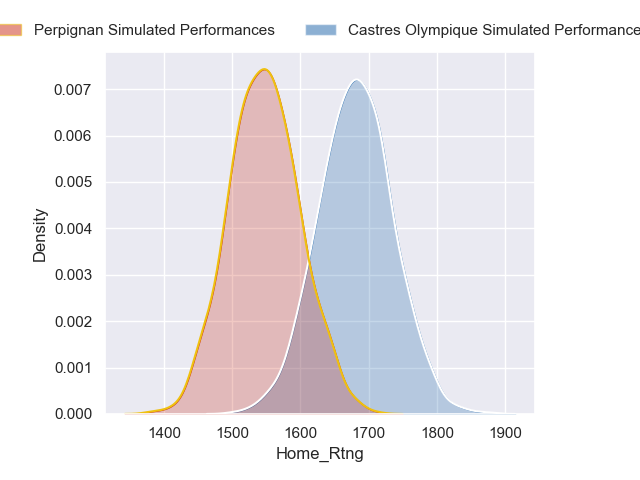 Perpignan Simulated Performances
Castres Olympique Simulated Performance
0.007
0.006
0.005
0.004
0.003
0.002
0.001
0.000
Density
1400 1500 1600 1700 1800 1900
Home_Rtng